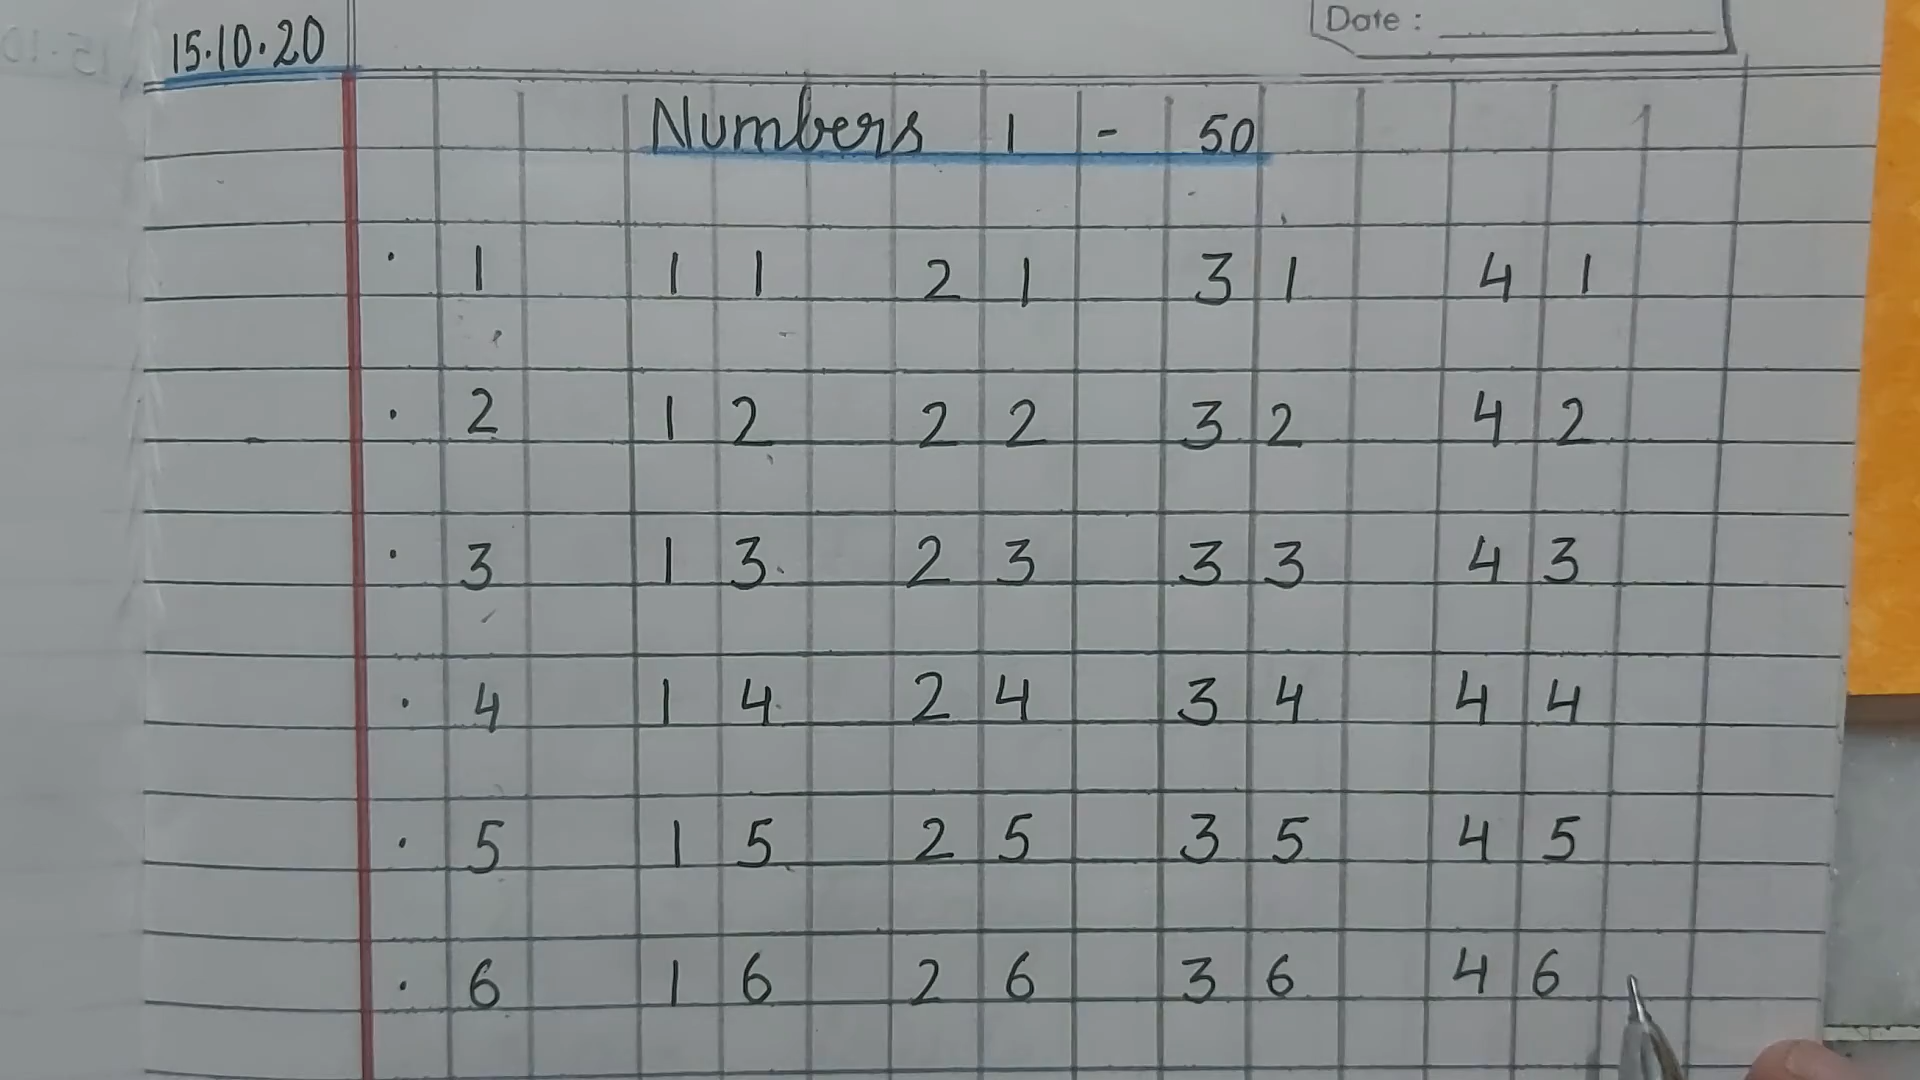 15.10.20
Date :
Numbers 1 - 50
1 11 21 31 41
2 12 22 32 42
3 13 23 33 43
4 14 24 34 44
5 15 25 35 45
6 16 26 36 46